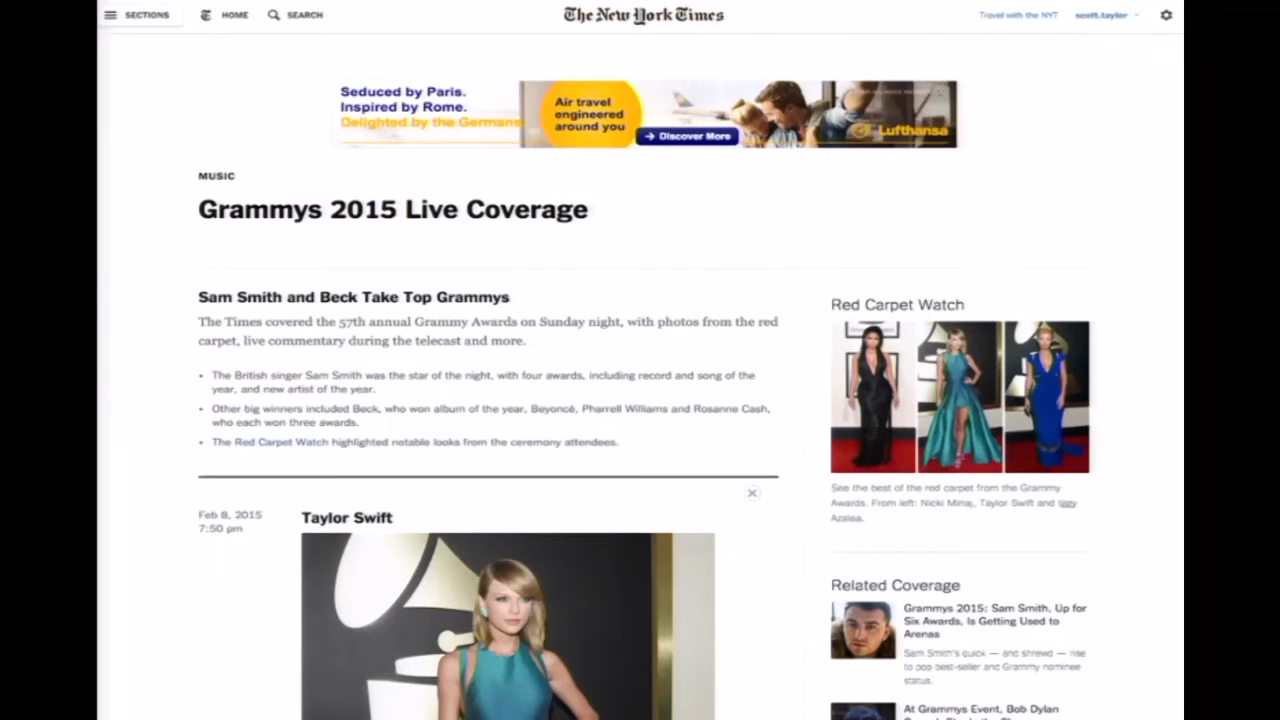 SECTIONS
HOME
SEARCH
The New York Times
Travel with the NYT
scott.taylor
Seduced by Paris.
Inspired by Rome.
Delighted by the Germans.
Air travel
engineered
around you
→ Discover More
Lufthansa
MUSIC
Grammys 2015 Live Coverage
Sam Smith and Beck Take Top Grammys
The Times covered the 57th annual Grammy Awards on Sunday night, with photos from the red
carpet, live commentary during the telecast and more.
• The British singer Sam Smith was the star of the night, with four awards, including record and song of the
year, and new artist of the year.
• Other big winners included Beck, who won album of the year, Beyoncé, Pharrell Williams and Rosanne Cash,
who each won three awards.
• The Red Carpet Watch highlighted notable looks from the ceremony attendees.
Feb 8, 2015
7:50 pm
Taylor Swift
Red Carpet Watch
See the best of the red carpet from the Grammy
Awards. From left: Nicki Minaj, Taylor Swift and Iggy
Azalea.
Related Coverage
Grammys 2015: Sam Smith, Up for
Six Awards, Is Getting Used to
Arenas
Sam Smith's quick — and shrewd — rise
to pop best-seller and Grammy nominee
status.
At Grammys Event, Bob Dylan